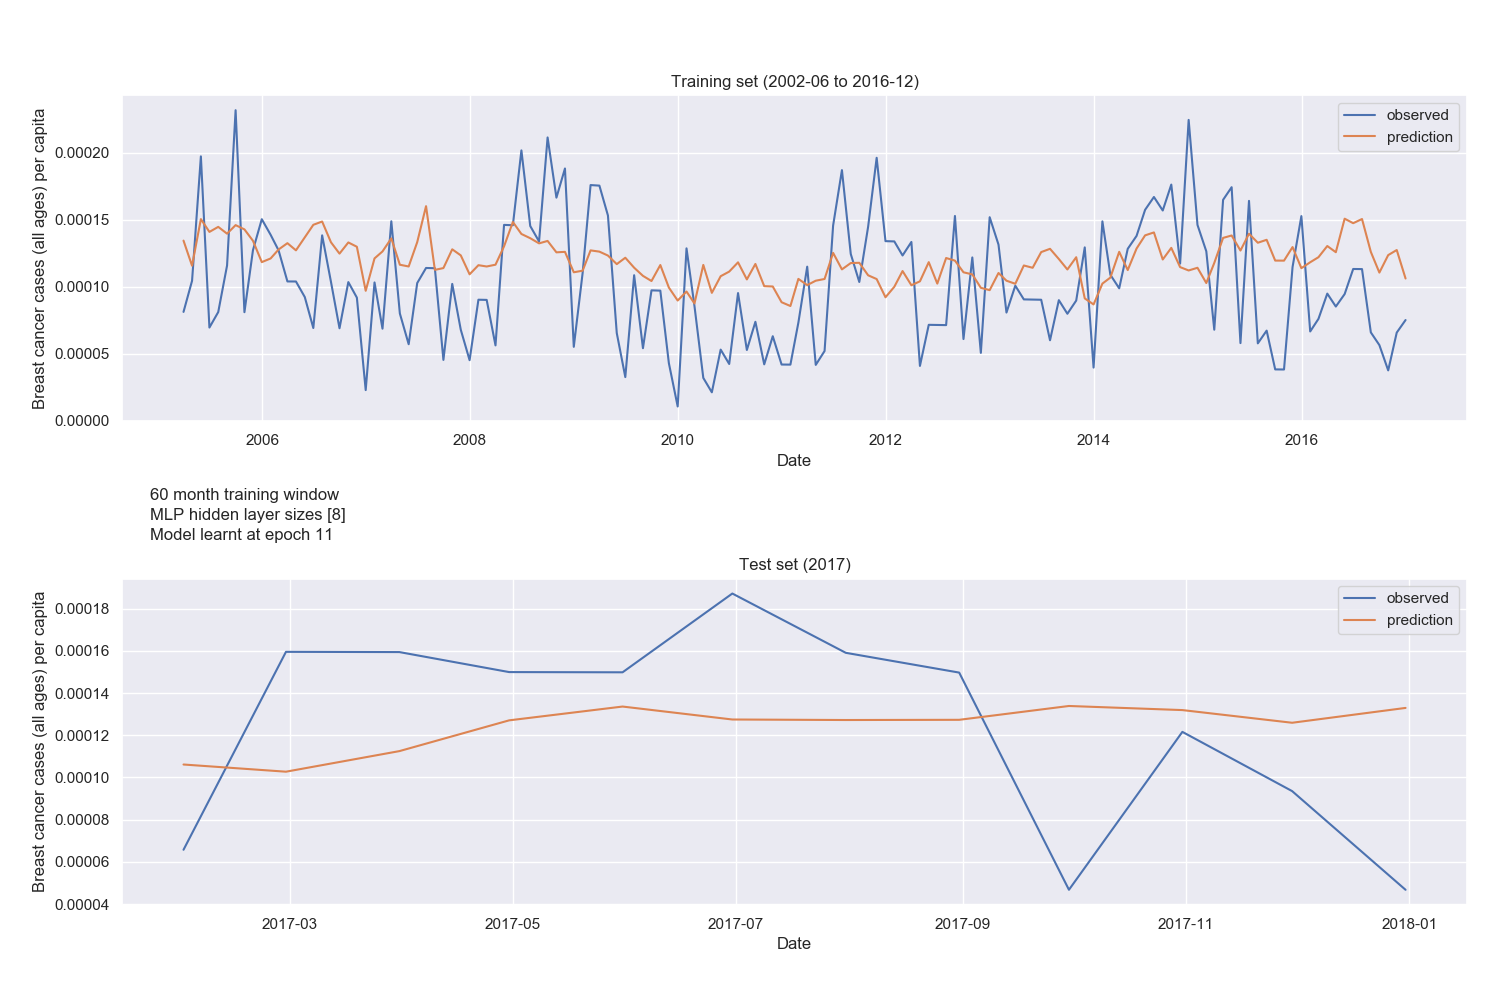 Training set (2002-06 to 2016-12)
Breast cancer cases (all ages) per capita
0.00020
0.00015
0.00010
0.00005
0.00000
observed
prediction
2006
2008
2010
2012
2014
2016
Date
60 month training window
MLP hidden layer sizes [8]
Model learnt at epoch 11
Test set (2017)
Breast cancer cases (all ages) per capita
0.00018
0.00016
0.00014
0.00012
0.00010
0.00008
0.00006
0.00004
observed
prediction
2017-03
2017-05
2017-07
2017-09
2017-11
2018-01
Date